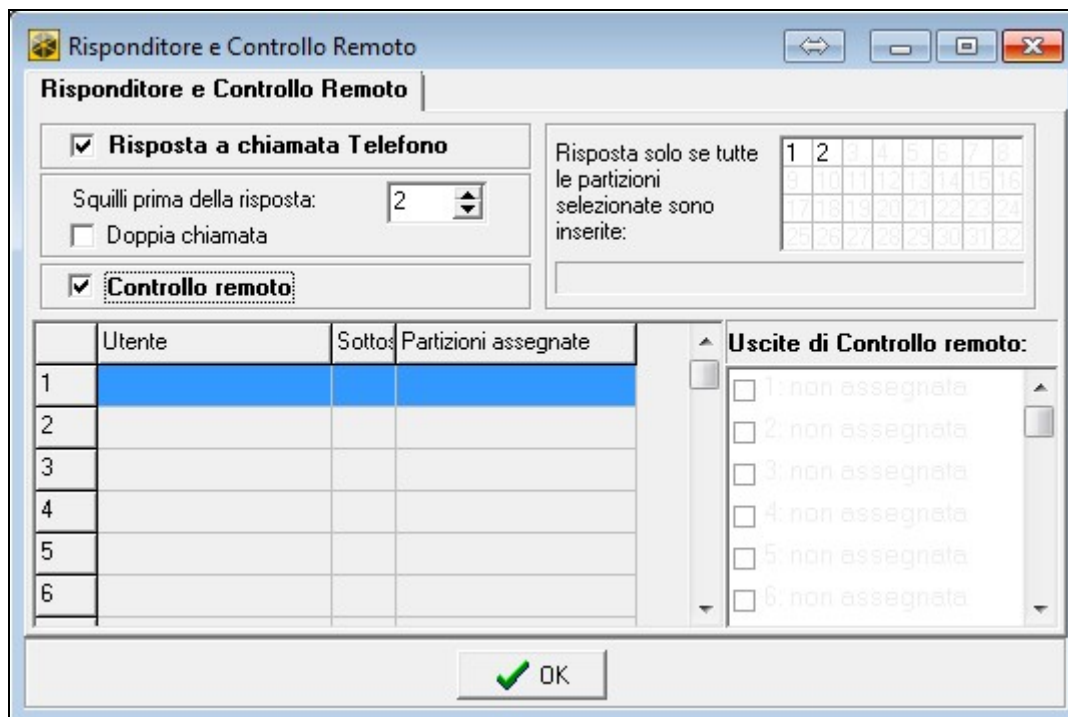 Risponditore e Controllo Remoto
Risponditore e Controllo Remoto
Risposta a chiamata Telefono
Squilli prima della risposta: 2
Doppia chiamata
Controllo remoto
Risposta solo se tutte
le partizioni
selezionate sono
inserite:
1 2 3 4 5 6 7 8
9 10 11 12 13 14 15 16
17 18 19 20 21 22 23 24
25 26 27 28 29 30 31 32
Utente Sottos Partizioni assegnate
1
2
3
4
5
6
Uscite di Controllo remoto:
1: non assegnata
2: non assegnata
3: non assegnata
4: non assegnata
5: non assegnata
6: non assegnata
OK